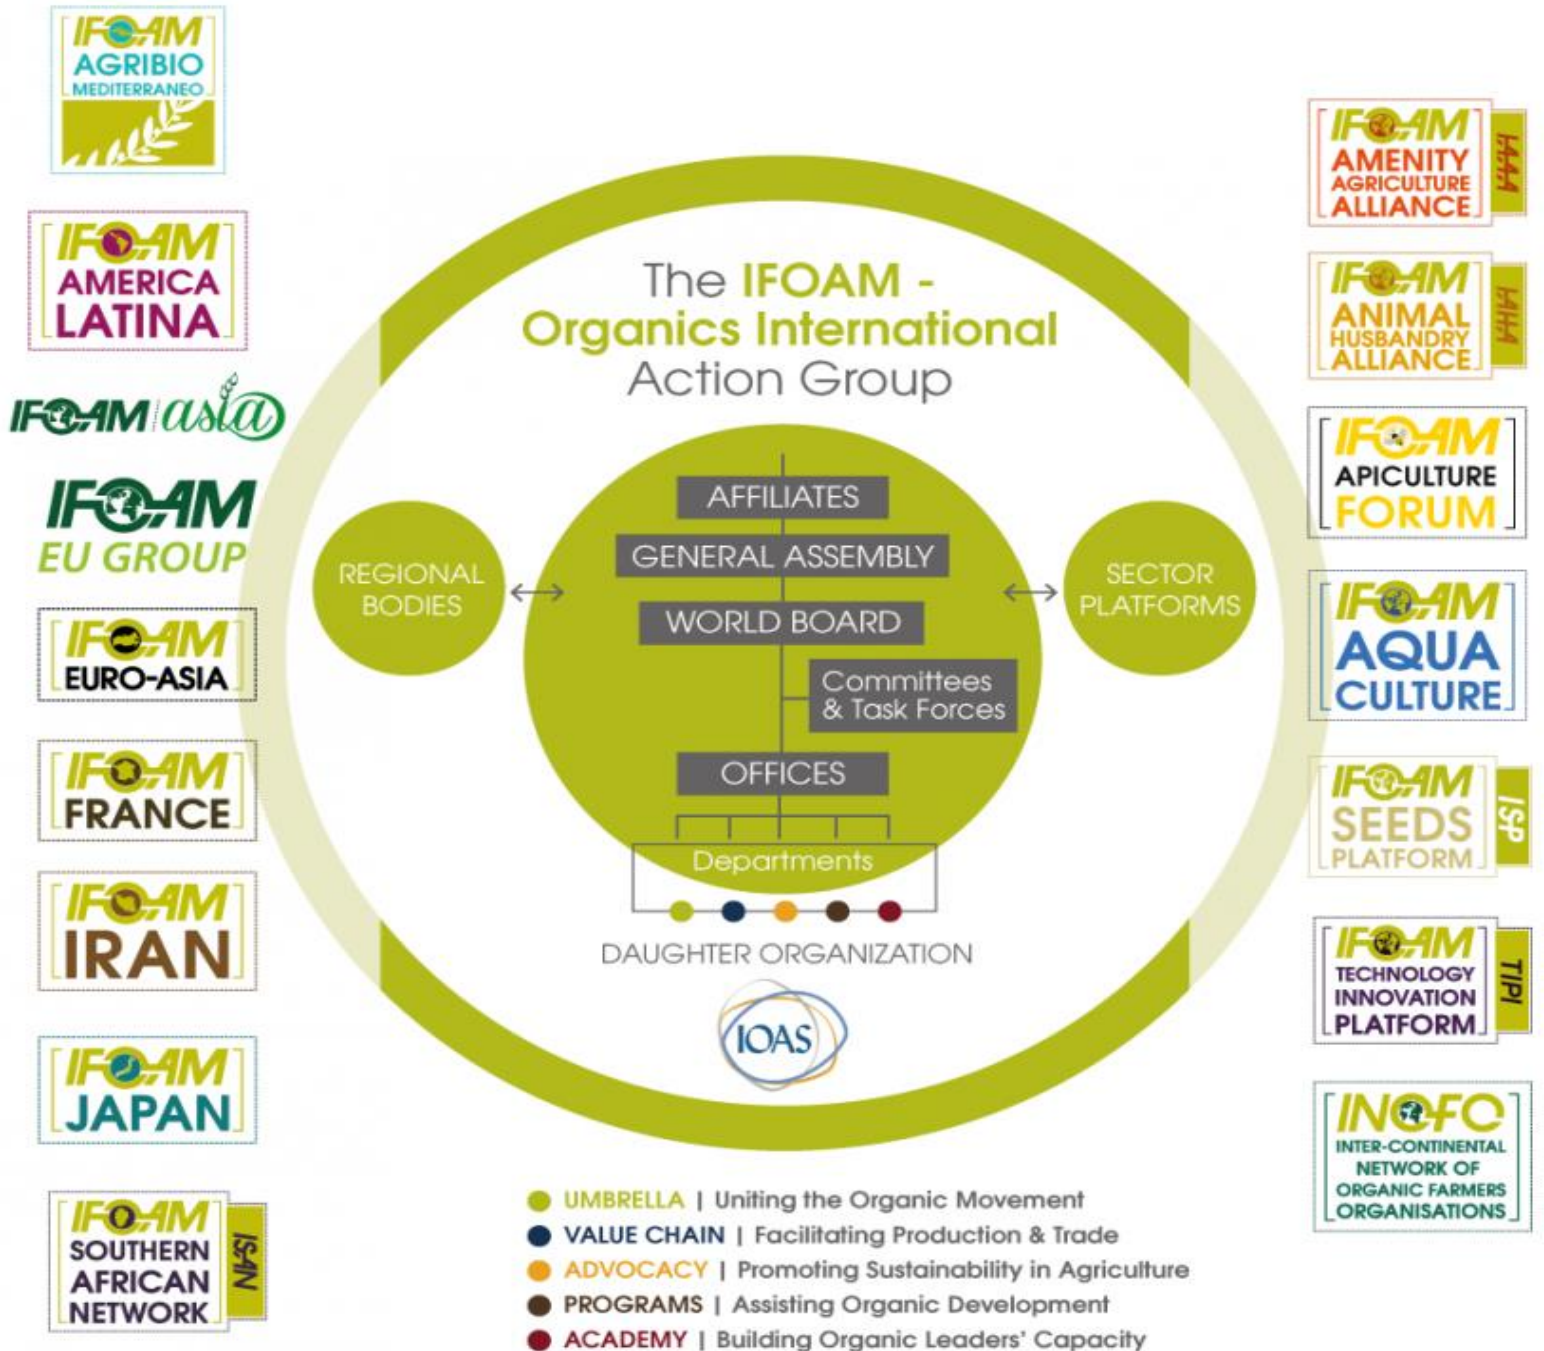 IFOAM
AGRIBIO
MEDITERRANEO
IFOAM
AMERICA
LATINA
IFOAM asia
IFOAM
EU GROUP
IFOAM
EURO-ASIA
IFOAM
FRANCE
IFOAM
IRAN
IFOAM
JAPAN
IFOAM
SOUTHERN
AFRICAN
NETWORK
ISAN
The IFOAM -
Organics International
Action Group
REGIONAL
BODIES
AFFILIATES
GENERAL ASSEMBLY
WORLD BOARD
Committees
& Task Forces
OFFICES
Departments
SECTOR
PLATFORMS
DAUGHTER ORGANIZATION
IOAS
UMBRELLA | Uniting the Organic Movement
VALUE CHAIN | Facilitating Production & Trade
ADVOCACY | Promoting Sustainability in Agriculture
PROGRAMS | Assisting Organic Development
ACADEMY | Building Organic Leaders' Capacity
IFOAM
AMENITY
AGRICULTURE
ALLIANCE
IAAA
IFOAM
ANIMAL
HUSBANDRY
ALLIANCE
IAHA
IFOAM
APICULTURE
FORUM
IFOAM
AQUA
CULTURE
IFOAM
SEEDS
PLATFORM
ISP
IFOAM
TECHNOLOGY
INNOVATION
PLATFORM
TIPI
INOFO
INTER-CONTINENTAL
NETWORK OF
ORGANIC FARMERS
ORGANISATIONS